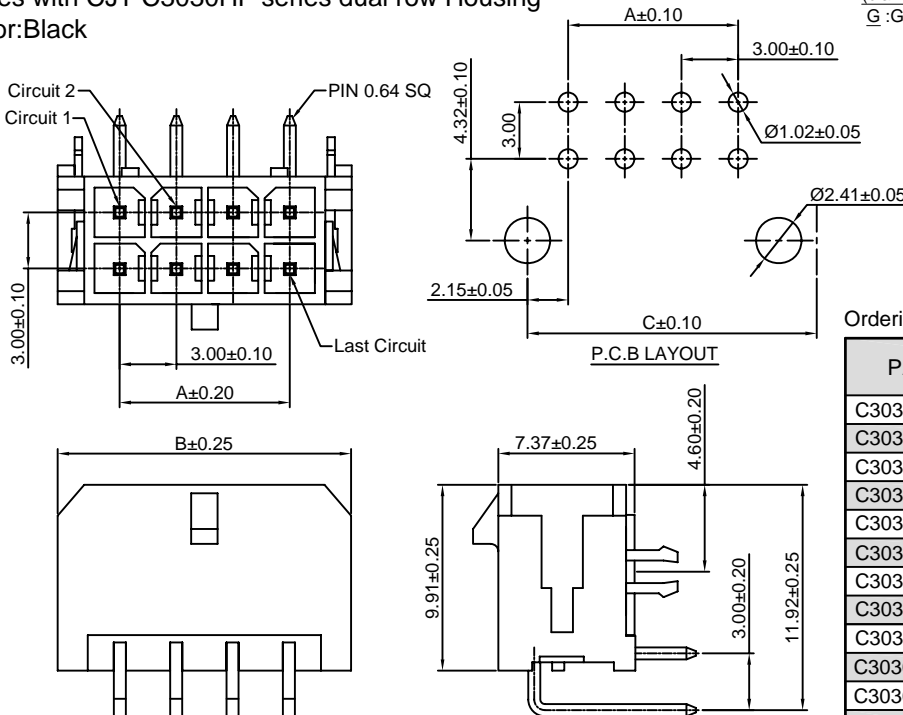 es with CJT C3030HF series dual row Housing
or:Black
G :G
A±0.10
3.00±0.10
4.32±0.10
3.00
Ø1.02±0.05
Ø2.41±0.05
2.15±0.05
C±0.10
P.C.B LAYOUT
Circuit 2
Circuit 1
PIN 0.64 SQ
3.00±0.10
3.00±0.10
Last Circuit
A±0.20
B±0.25
7.37±0.25
4.60±0.20
9.91±0.25
3.00±0.20
11.92±0.25
Orderi
P
C303
C303
C303
C303
C303
C303
C303
C303
C303
C303
C303